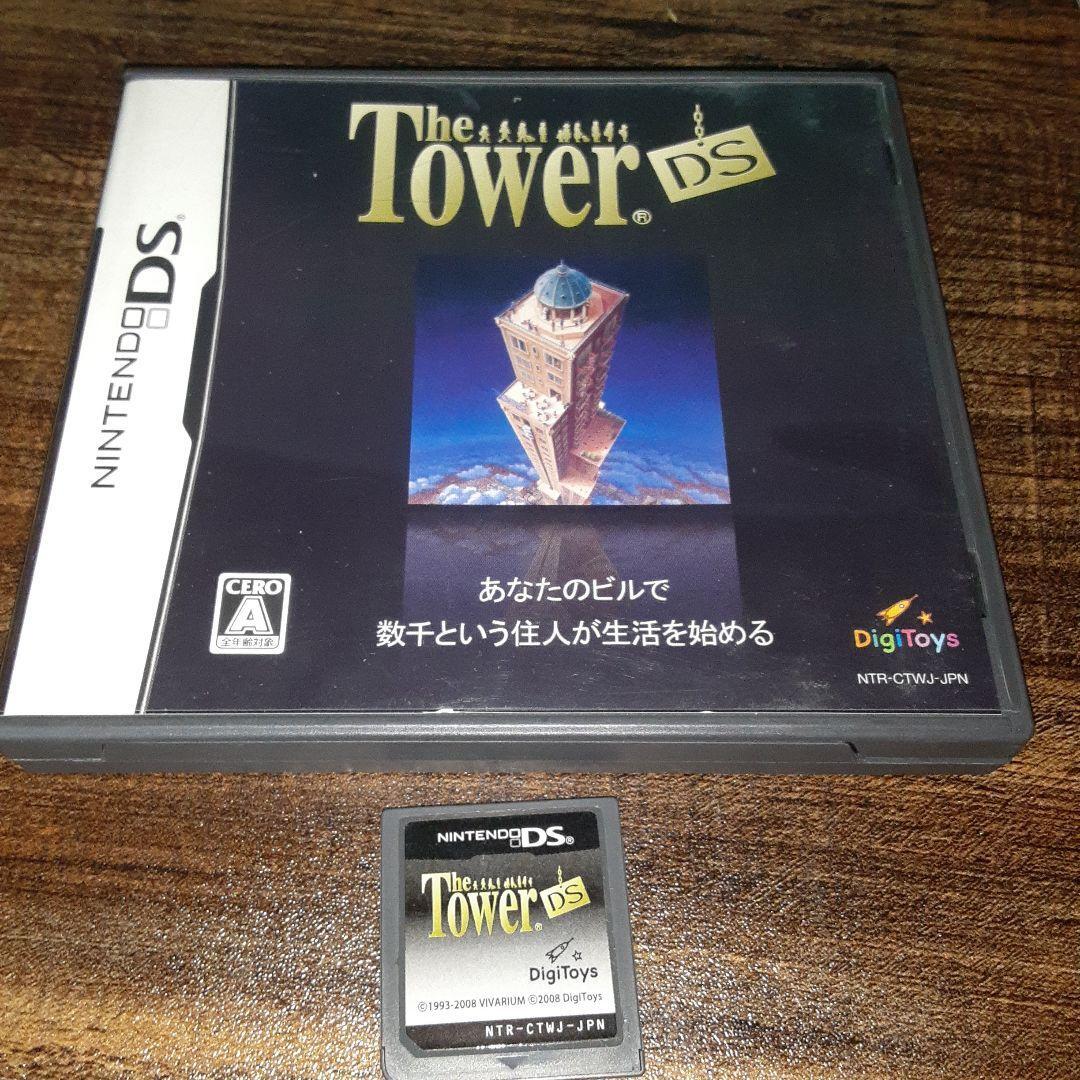 The
Tower®
DS
NINTENDO DS®
あなたのビルで
数千という住人が生活を始める
CERO
A
全年齢対象
DigiToys
NTR-CTWJ-JPN
NINTENDO DS®
The
Tower®
DS
DigiToys
©1993-2008 VIVARIUM ©2008 DigiToys
NTR-CTWJ-JPN